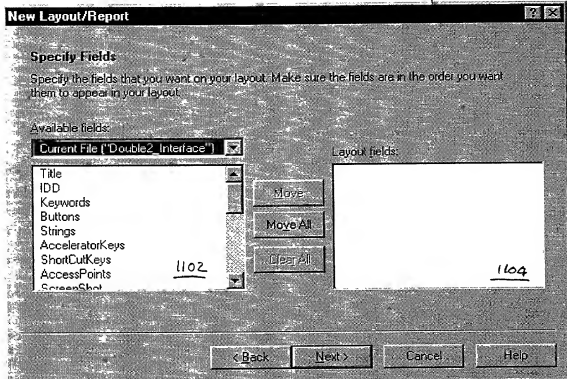 New Layout/Report
Specify Fields
Specify the fields that you want on your layout. Make sure the fields are in the order you want
them to appear in your layout.
Available fields:
Current File ("Double2_Interface")
Layout fields:
Title
IDD
Keywords
Buttons
Strings
AcceleratorKeys
ShortCutKeys
AccessPoints
ScreenShot
1102
Move
Move All
Clear All
1104
< Back
Next >
Cancel
Help